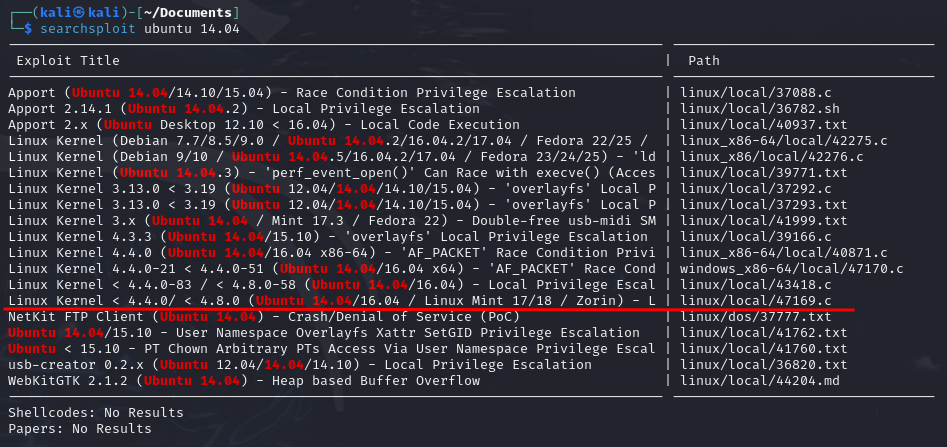 ┌──(kali㉿kali)-[~/Documents]
└─$ searchsploit ubuntu 14.04
Exploit Title | Path
Apport (Ubuntu 14.04/14.10/15.04) - Race Condition Privilege Escalation | linux/local/37088.c
Apport 2.14.1 (Ubuntu 14.04.2) - Local Privilege Escalation | linux/local/36782.sh
Apport 2.x (Ubuntu Desktop 12.10 < 16.04) - Local Code Execution | linux/local/40937.txt
Linux Kernel (Debian 7.7/8.5/9.0 / Ubuntu 14.04.2/16.04.2/17.04 / Fedora 22/25 / | linux_x86-64/local/42275.c
Linux Kernel (Debian 9/10 / Ubuntu 14.04.5/16.04.2/17.04 / Fedora 23/24/25) - 'ld | linux_x86/local/42276.c
Linux Kernel (Ubuntu 14.04.3) - 'perf_event_open()' Can Race with execve() (Acces | linux/local/39771.txt
Linux Kernel 3.13.0 < 3.19 (Ubuntu 12.04/14.04/14.10/15.04) - 'overlayfs' Local P | linux/local/37292.c
Linux Kernel 3.13.0 < 3.19 (Ubuntu 12.04/14.04/14.10/15.04) - 'overlayfs' Local P | linux/local/37293.txt
Linux Kernel 3.x (Ubuntu 14.04 / Mint 17.3 / Fedora 22) - Double-free usb-midi SM | linux/local/41999.txt
Linux Kernel 4.3.3 (Ubuntu 14.04/15.10) - 'overlayfs' Local Privilege Escalation | linux/local/39166.c
Linux Kernel 4.4.0 (Ubuntu 14.04/16.04 x86-64) - 'AF_PACKET' Race Condition Privi | linux_x86-64/local/40871.c
Linux Kernel 4.4.0-21 < 4.4.0-51 (Ubuntu 14.04/16.04 x64) - 'AF_PACKET' Race Cond | windows_x86-64/local/47170.c
Linux Kernel < 4.4.0-83 / < 4.8.0-58 (Ubuntu 14.04/16.04) - Local Privilege Escal | linux/local/43418.c
Linux Kernel < 4.4.0/ < 4.8.0 (Ubuntu 14.04/16.04 / Linux Mint 17/18 / Zorin) - L | linux/local/47169.c
NetKit FTP Client (Ubuntu 14.04) - Crash/Denial of Service (PoC) | linux/dos/37777.txt
Ubuntu 14.04/15.10 - User Namespace Overlayfs Xattr SetGID Privilege Escalation | linux/local/41762.txt
Ubuntu < 15.10 - PT Chown Arbitrary PTs Access Via User Namespace Privilege Escal | linux/local/41760.txt
usb-creator 0.2.x (Ubuntu 12.04/14.04/14.10) - Local Privilege Escalation | linux/local/36820.txt
WebKitGTK 2.1.2 (Ubuntu 14.04) - Heap based Buffer Overflow | linux/local/44204.md
Shellcodes: No Results
Papers: No Results